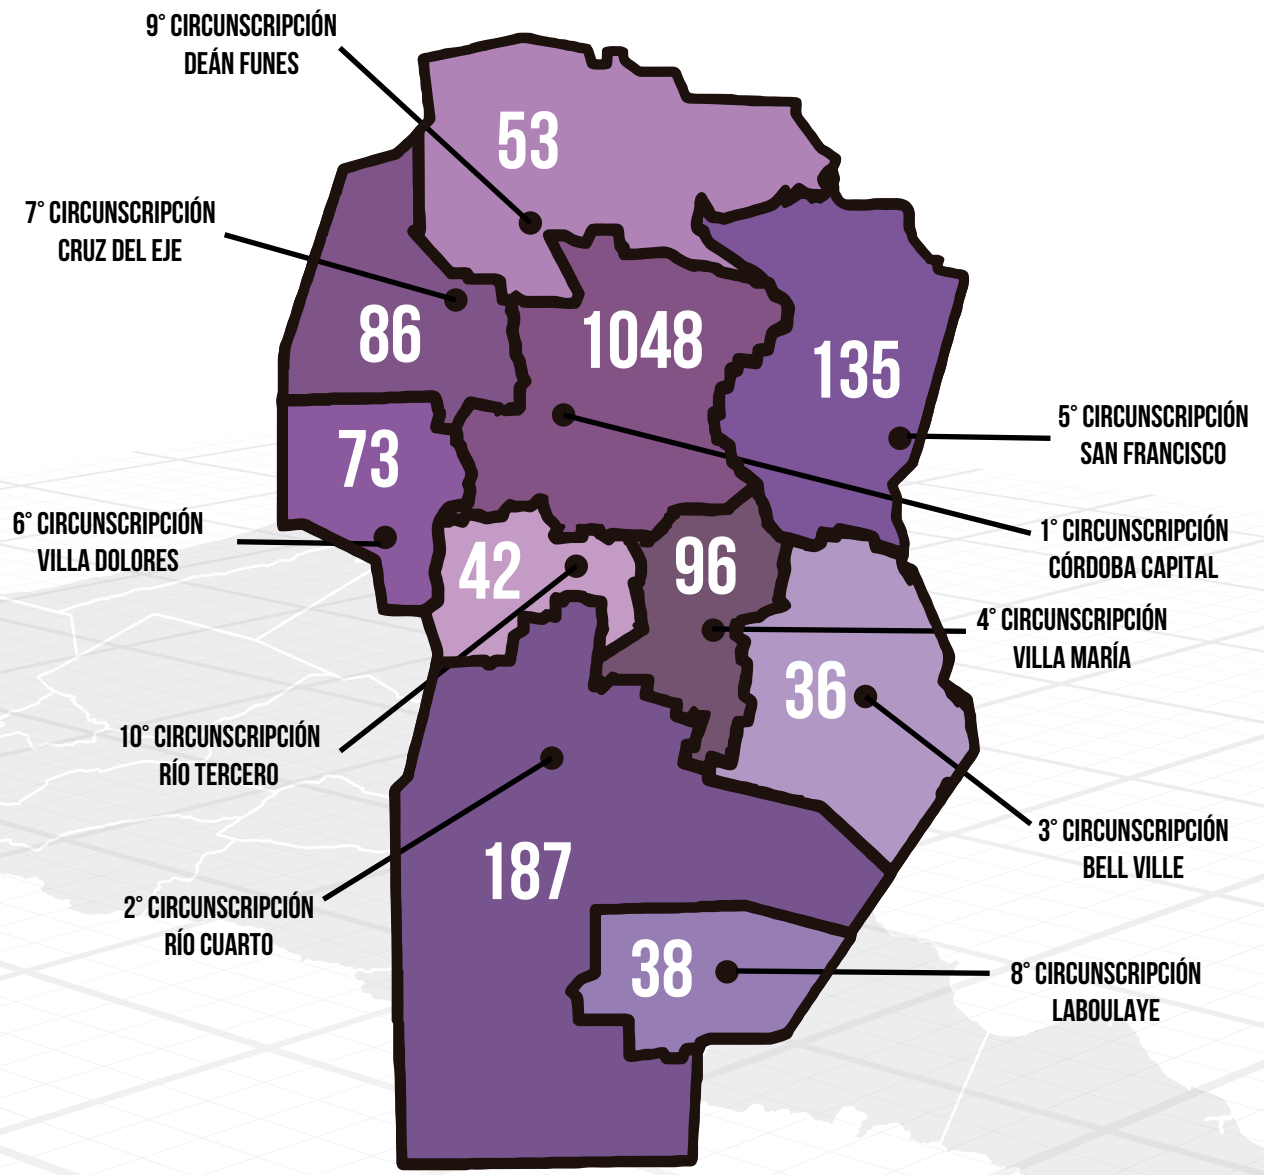 9° CIRCUNSCRIPCIÓN
DEÁN FUNES
53
7° CIRCUNSCRIPCIÓN
CRUZ DEL EJE
86
1048
135
5° CIRCUNSCRIPCIÓN
SAN FRANCISCO
73
6° CIRCUNSCRIPCIÓN
VILLA DOLORES
1° CIRCUNSCRIPCIÓN
CÓRDOBA CAPITAL
42
96
4° CIRCUNSCRIPCIÓN
VILLA MARÍA
36
10° CIRCUNSCRIPCIÓN
RÍO TERCERO
3° CIRCUNSCRIPCIÓN
BELL VILLE
187
2° CIRCUNSCRIPCIÓN
RÍO CUARTO
38
8° CIRCUNSCRIPCIÓN
LABOULAYE